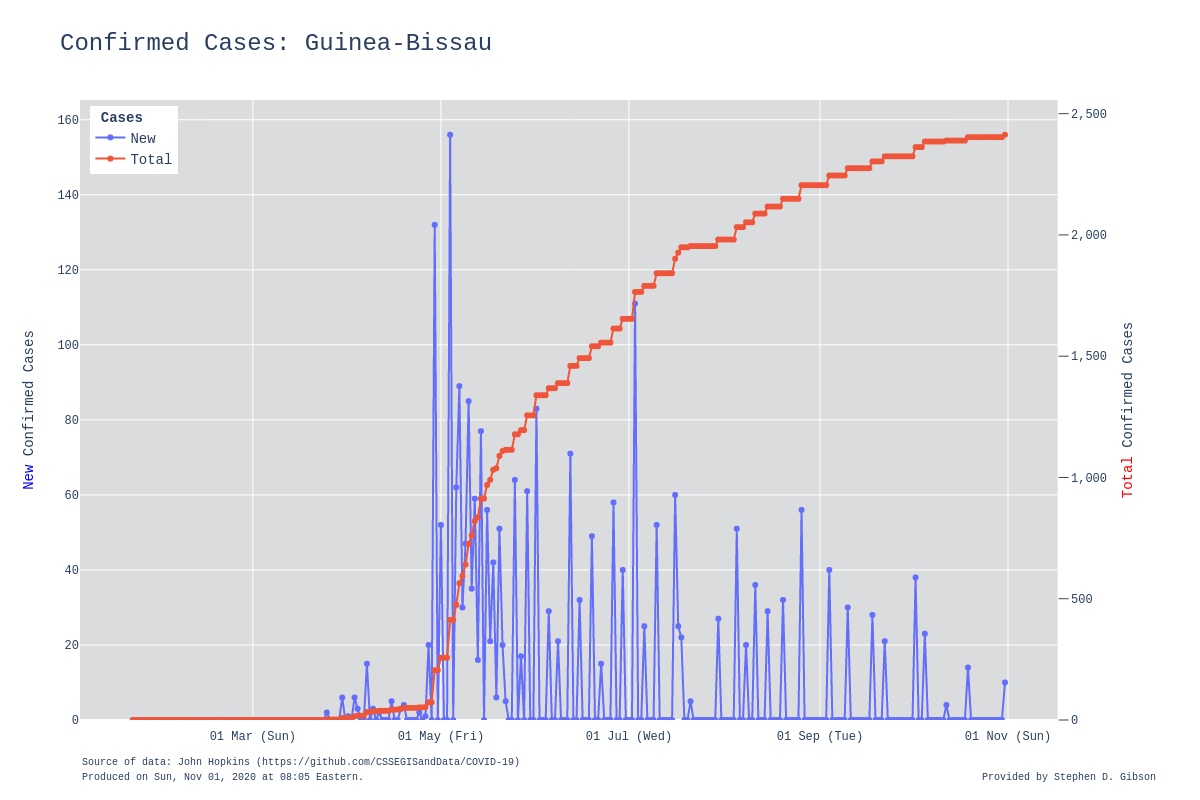 Confirmed Cases: Guinea-Bissau
Cases
New
Total
160
140
120
100
80
60
40
20
0
2,500
2,000
1,500
1,000
500
0
New Confirmed Cases
Total Confirmed Cases
01 Mar (Sun)
01 May (Fri)
01 Jul (Wed)
01 Sep (Tue)
01 Nov (Sun)
Source of data: John Hopkins (https://github.com/CSSEGISandData/COVID-19)
Produced on Sun, Nov 01, 2020 at 08:05 Eastern.
Provided by Stephen D. Gibson